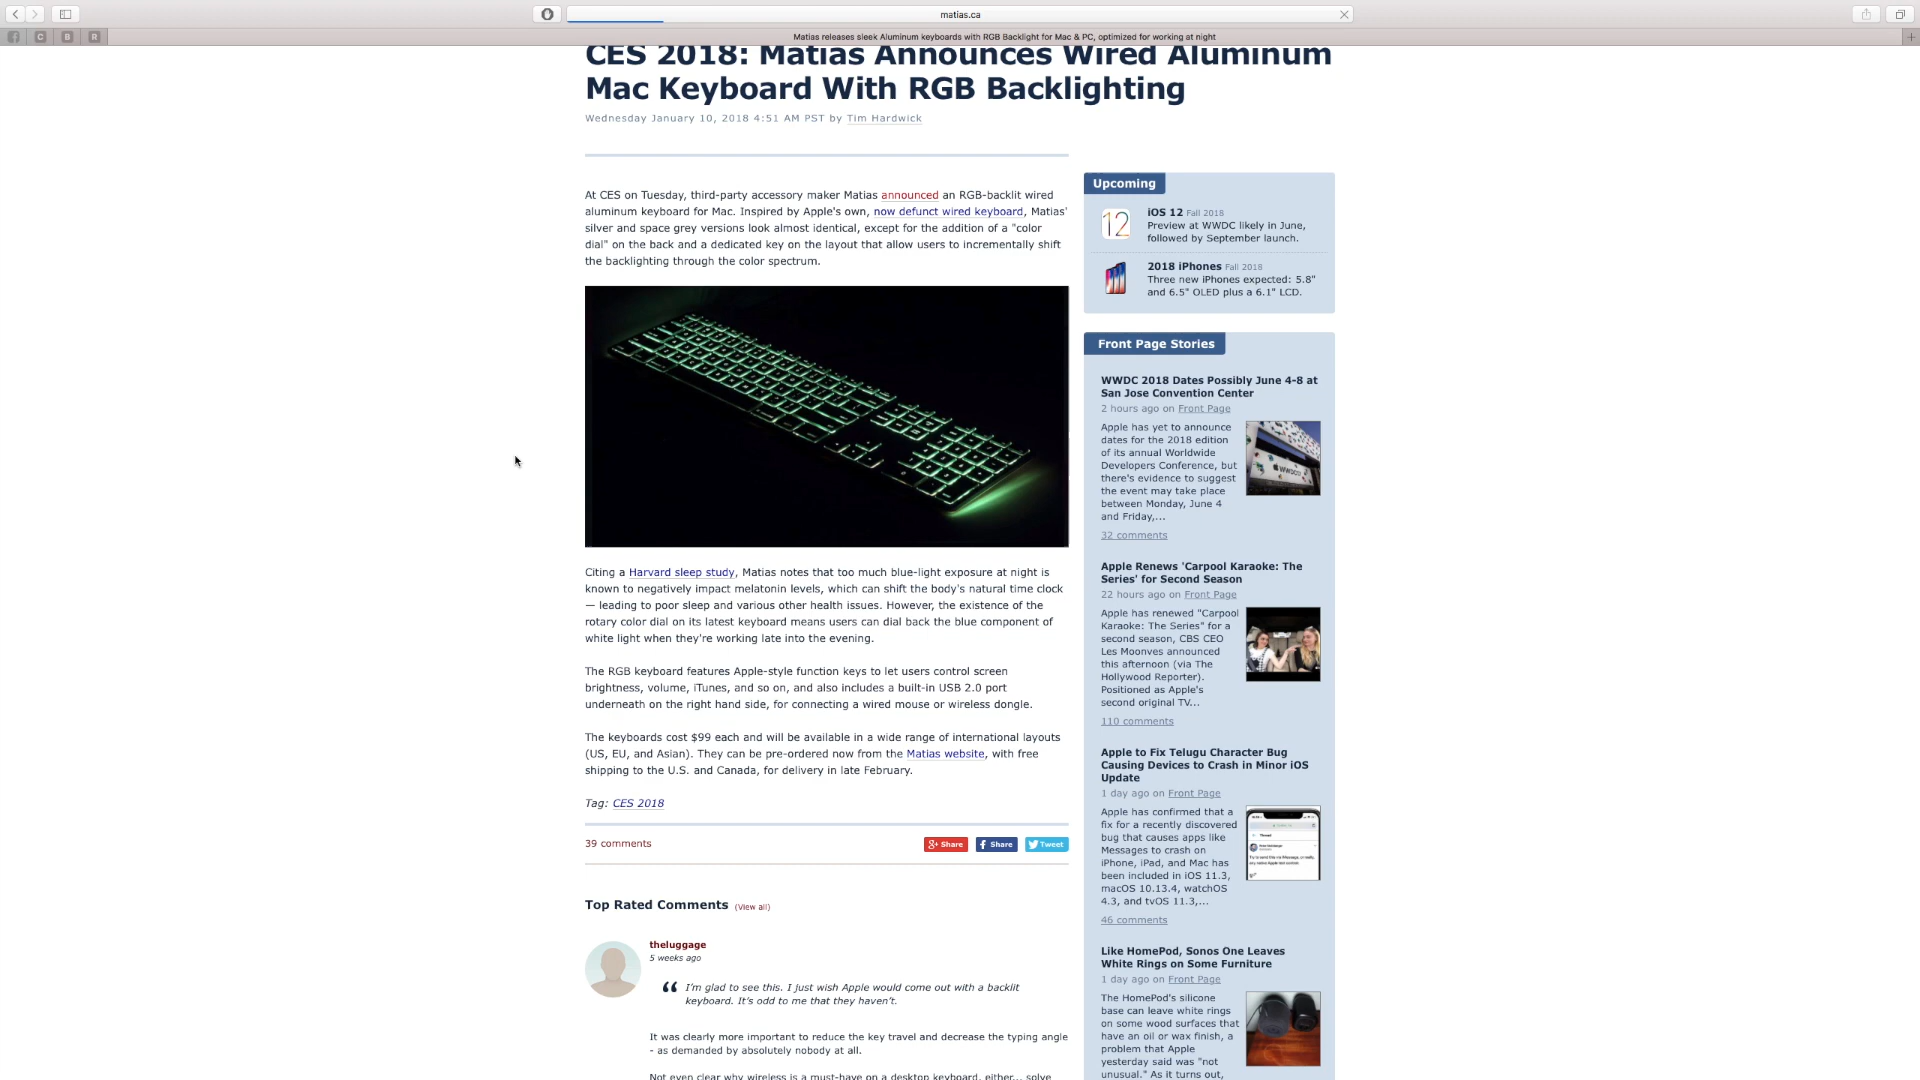 matias.ca
C B R
Matias releases sleek Aluminum keyboards with RGB Backlight for Mac & PC, optimized for working at night
CES 2018: Matias Announces Wired Aluminum
Mac Keyboard With RGB Backlighting
Wednesday January 10, 2018 4:51 AM PST by Tim Hardwick
At CES on Tuesday, third-party accessory maker Matias announced an RGB-backlit wired
aluminum keyboard for Mac. Inspired by Apple's own, now defunct wired keyboard, Matias'
silver and space grey versions look almost identical, except for the addition of a "color
dial" on the back and a dedicated key on the layout that allow users to incrementally shift
the backlighting through the color spectrum.
Citing a Harvard sleep study, Matias notes that too much blue-light exposure at night is
known to negatively impact melatonin levels, which can shift the body's natural time clock
— leading to poor sleep and various other health issues. However, the existence of the
rotary color dial on its latest keyboard means users can dial back the blue component of
white light when they're working late into the evening.
The RGB keyboard features Apple-style function keys to let users control screen
brightness, volume, iTunes, and so on, and also includes a built-in USB 2.0 port
underneath on the right hand side, for connecting a wired mouse or wireless dongle.
The keyboards cost $99 each and will be available in a wide range of international layouts
(US, EU, and Asian). They can be pre-ordered now from the Matias website, with free
shipping to the U.S. and Canada, for delivery in late February.
Tag: CES 2018
39 comments
Share Share Tweet
Top Rated Comments (View all)
theluggage
5 weeks ago
I'm glad to see this. I just wish Apple would come out with a backlit
keyboard. It's odd to me that they haven't.
It was clearly more important to reduce the key travel and decrease the typing angle
- as demanded by absolutely nobody at all.
Not even clear why wireless is a must-have on a desktop keyboard, either... solve
Upcoming
12
iOS 12 Fall 2018
Preview at WWDC likely in June,
followed by September launch.
2018 iPhones Fall 2018
Three new iPhones expected: 5.8"
and 6.5" OLED plus a 6.1" LCD.
Front Page Stories
WWDC 2018 Dates Possibly June 4-8 at
San Jose Convention Center
2 hours ago on Front Page
Apple has yet to announce
dates for the 2018 edition
of its annual Worldwide
Developers Conference, but
there's evidence to suggest
the event may take place
between Monday, June 4
and Friday,...
32 comments
Apple Renews 'Carpool Karaoke: The
Series' for Second Season
22 hours ago on Front Page
Apple has renewed "Carpool
Karaoke: The Series" for a
second season, CBS CEO
Les Moonves announced
this afternoon (via The
Hollywood Reporter).
Positioned as Apple's
second original TV...
110 comments
Apple to Fix Telugu Character Bug
Causing Devices to Crash in Minor iOS
Update
1 day ago on Front Page
Apple has confirmed that a
fix for a recently discovered
bug that causes apps like
Messages to crash on
iPhone, iPad, and Mac has
been included in iOS 11.3,
macOS 10.13.4, watchOS
4.3, and tvOS 11.3,...
46 comments
Like HomePod, Sonos One Leaves
White Rings on Some Furniture
1 day ago on Front Page
The HomePod's silicone
base can leave white rings
on some wood surfaces that
have an oil or wax finish, a
problem that Apple
yesterday said was "not
unusual." As it turns out,